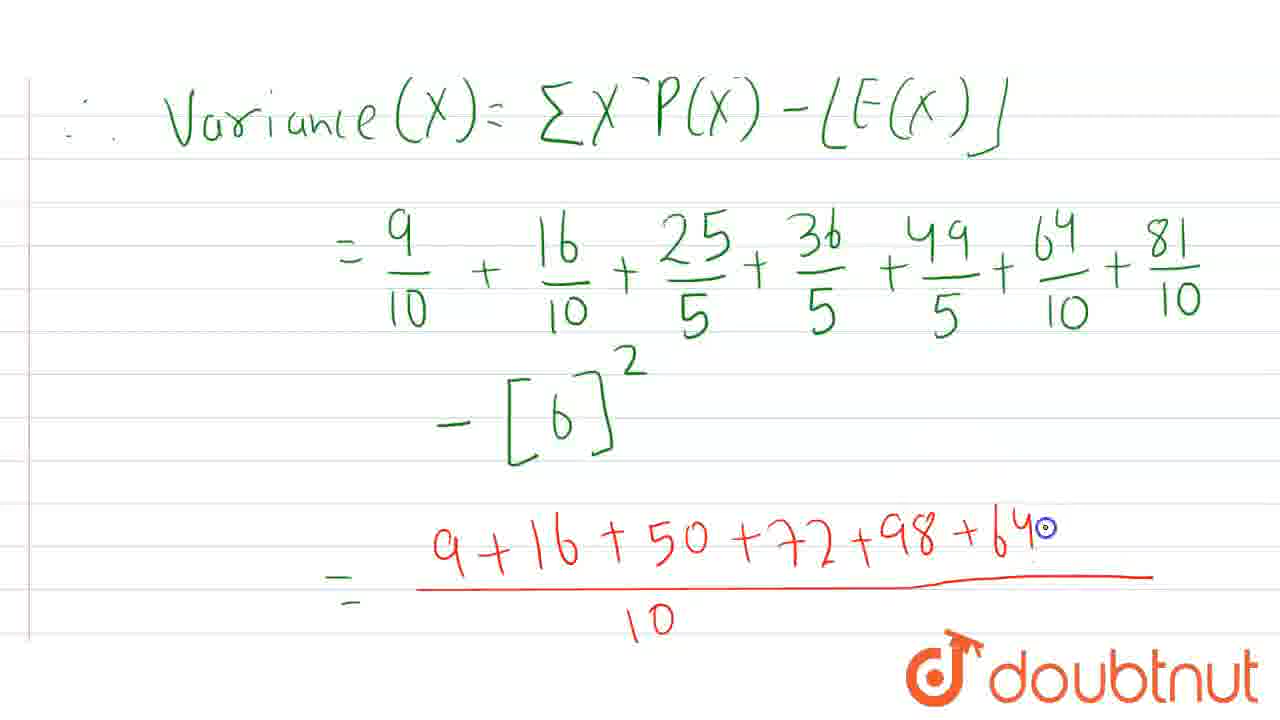 ∴ Variance (X) = ΣX P(X) - [E(X)]
= 9/10 + 16/10 + 25/5 + 36/5 + 49/5 + 64/10 + 81/10
- [6]²
= 9+16+50+72+98+64 / 10
doubtnut